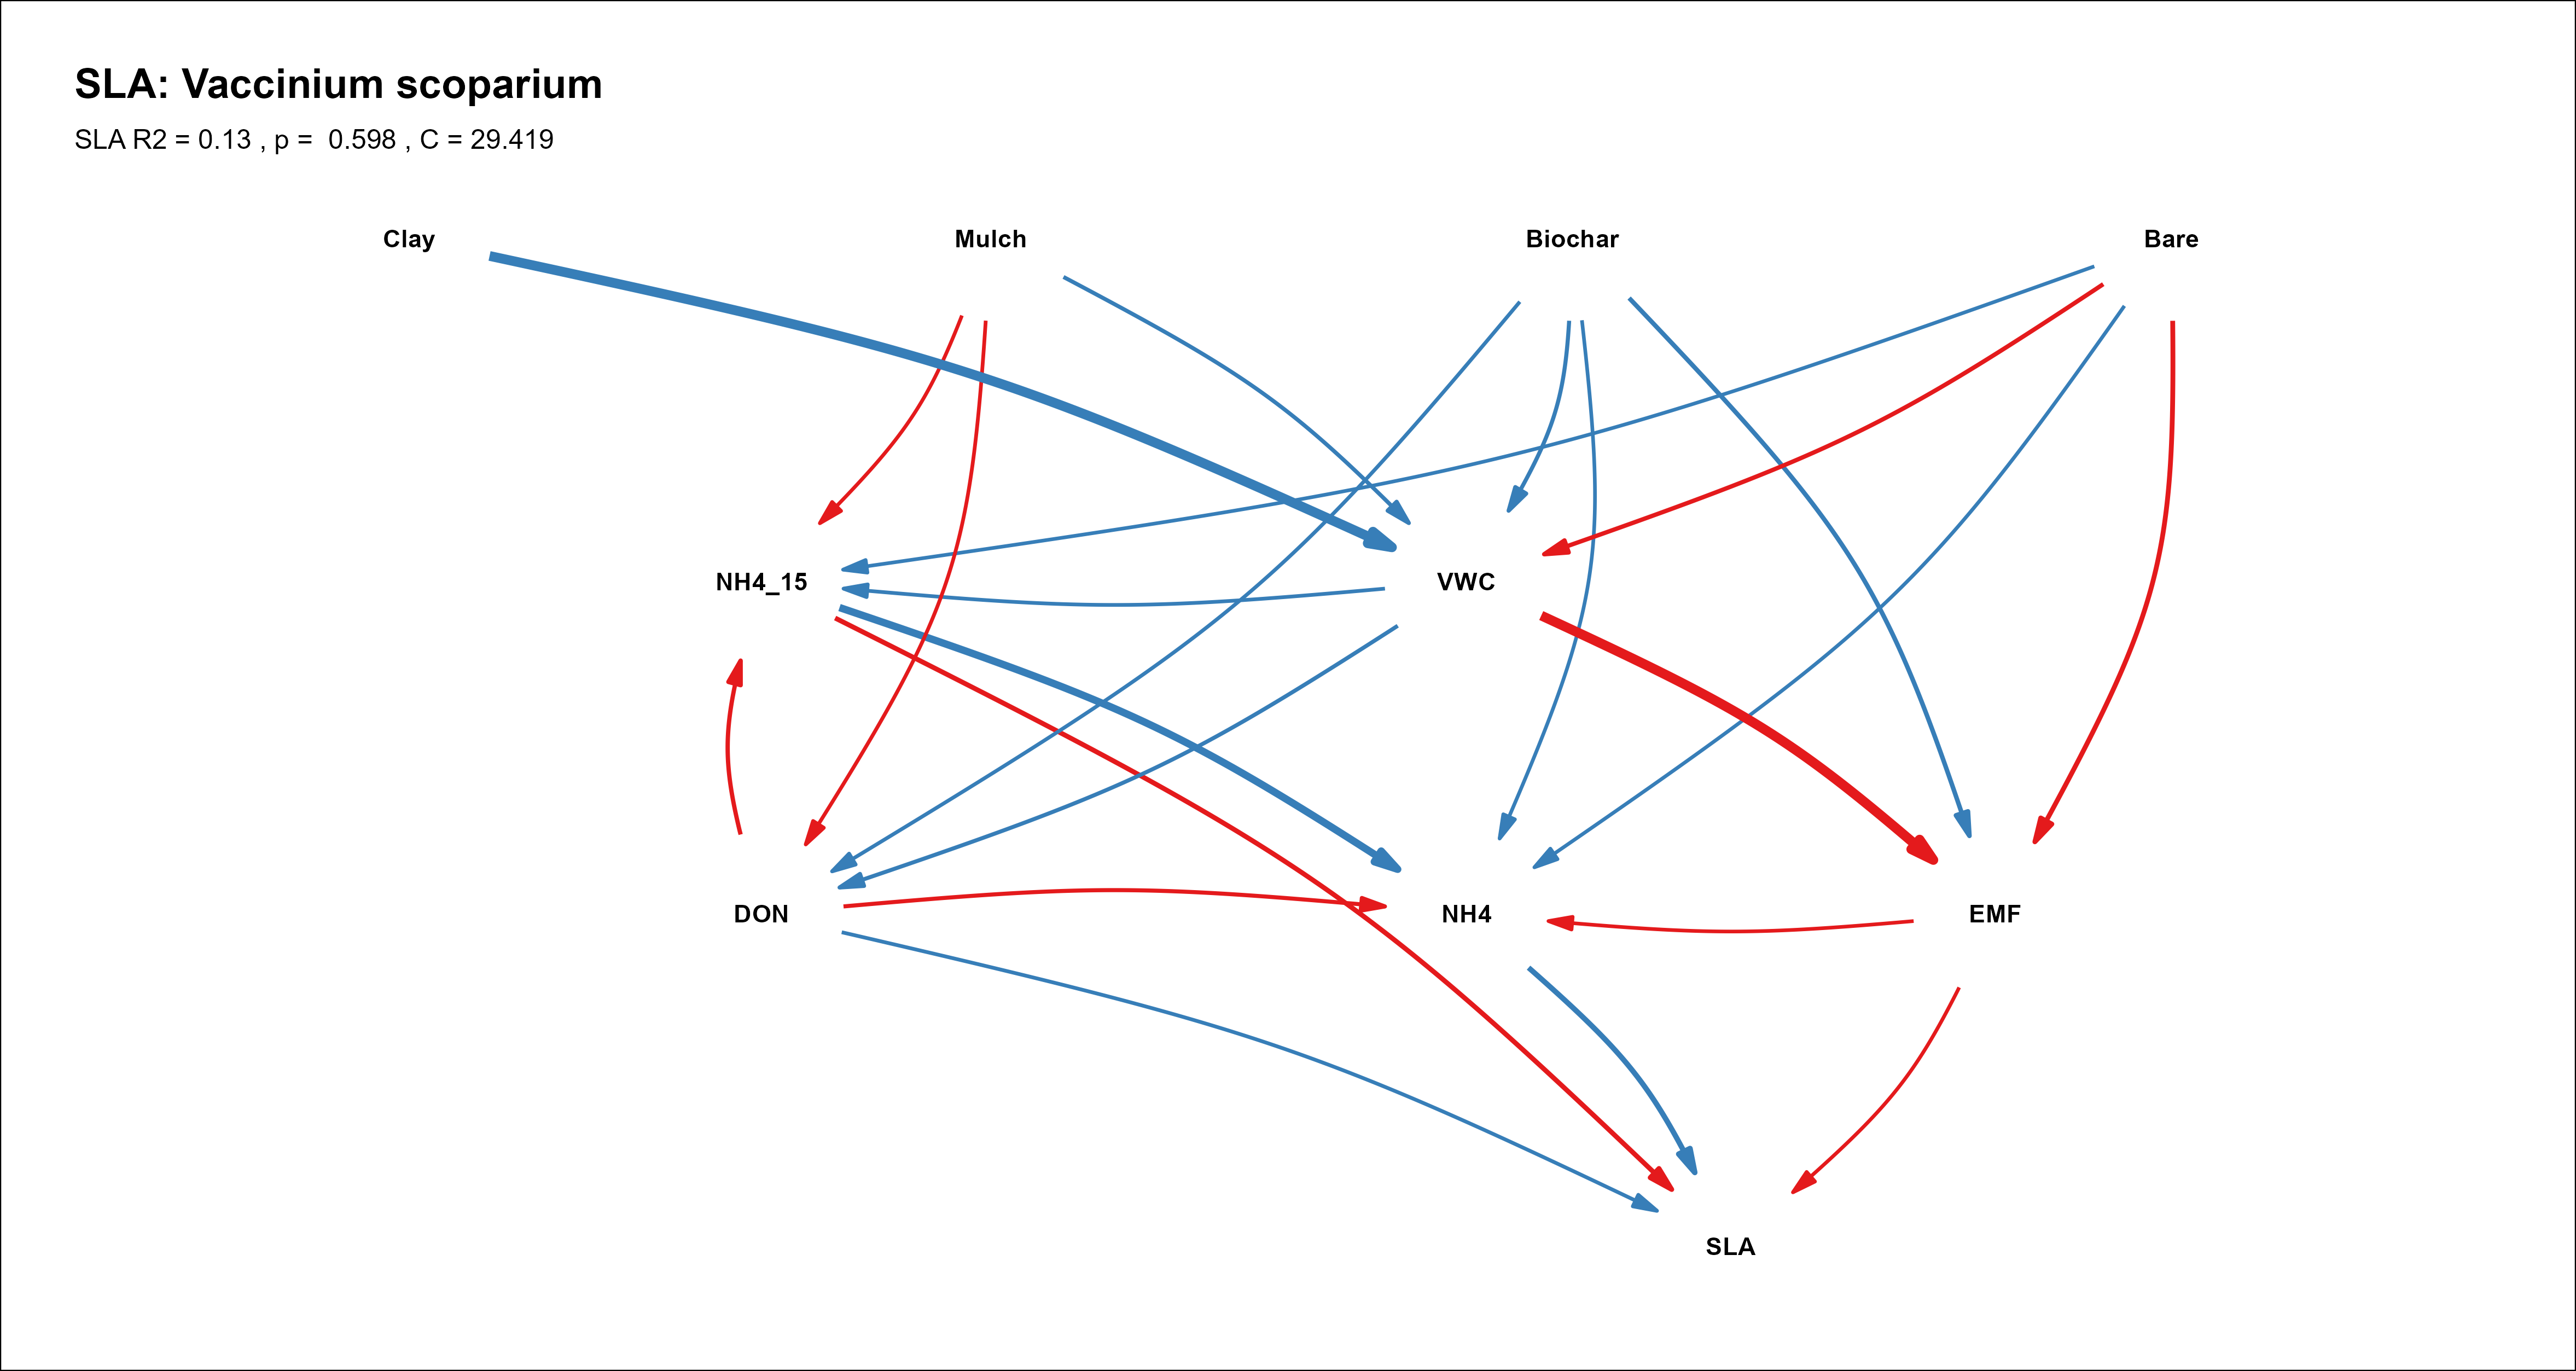 SLA: Vaccinium scoparium
SLA R2 = 0.13 , p =  0.598 , C = 29.419
Clay
Mulch
Biochar
Bare
NH4_15
VWC
DON
NH4
EMF
SLA